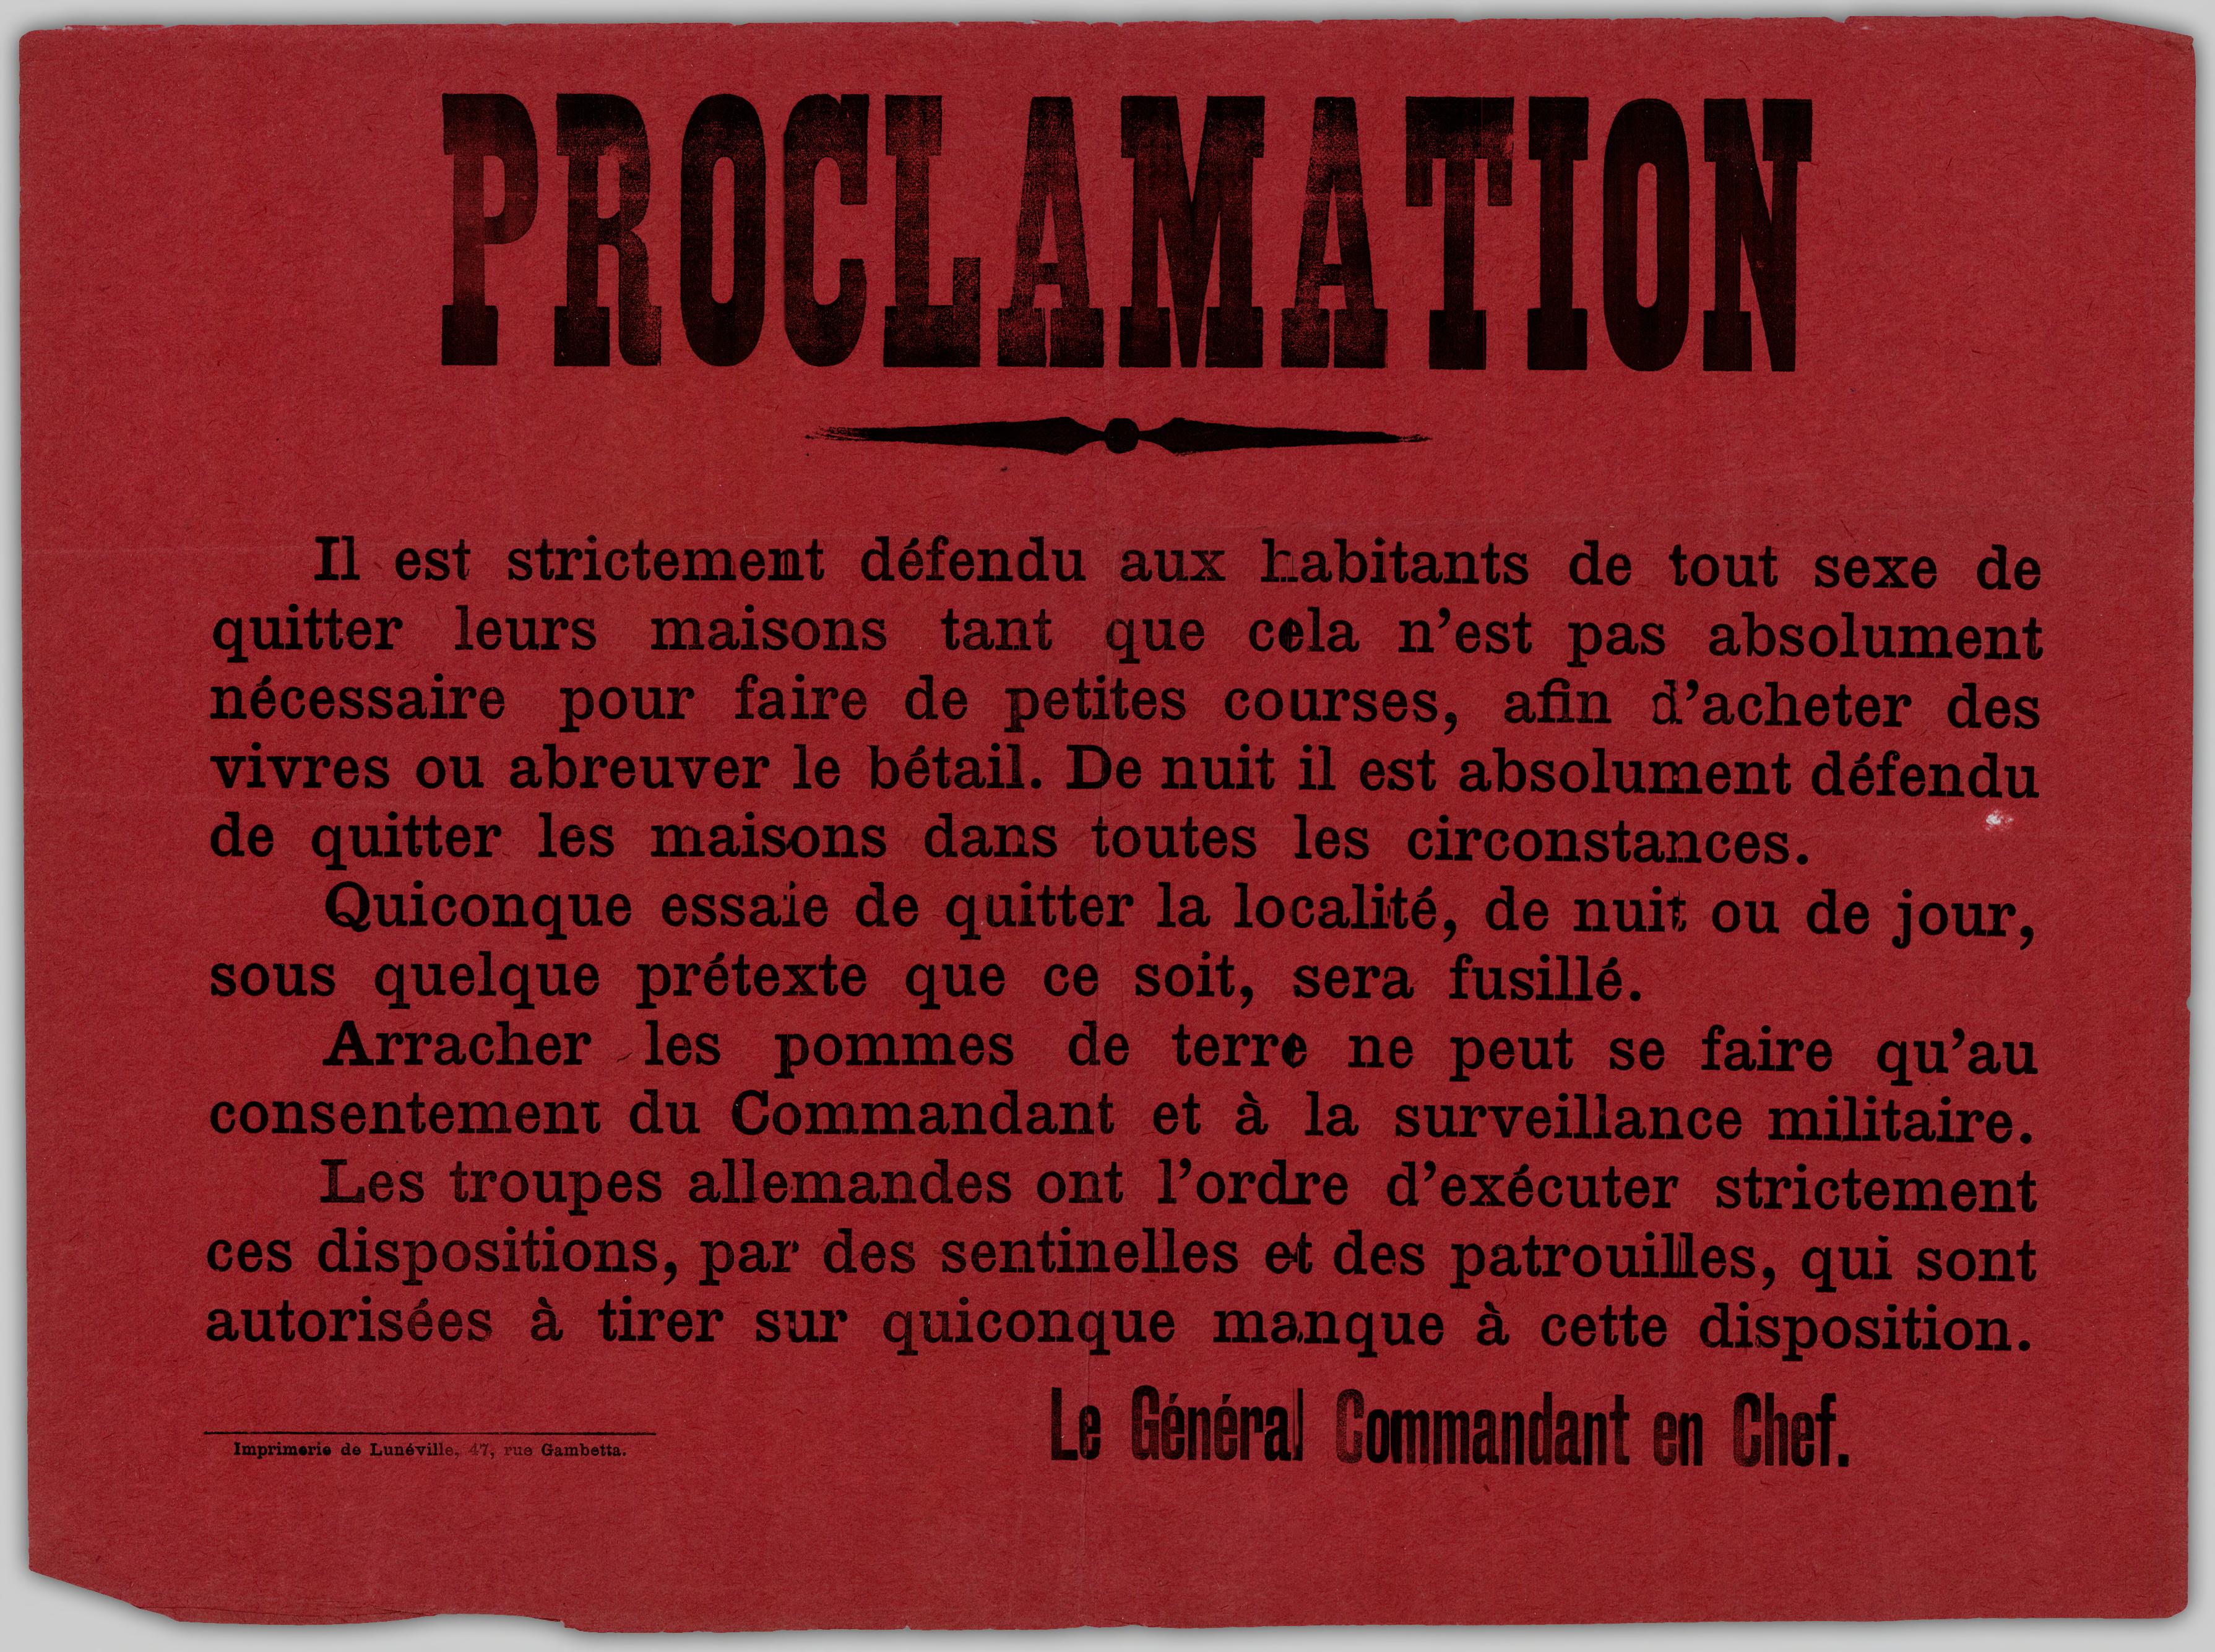 PROCLAMATION
Il est strictement défendu aux habitants de tout sexe de
quitter leurs maisons tant que cela n'est pas absolument
nécessaire pour faire de petites courses, afin d'acheter des
vivres ou abreuver le bétail. De nuit il est absolument défendu
de quitter les maisons dans toutes les circonstances.
Quiconque essaie de quitter la localité, de nuit ou de jour,
sous quelque prétexte que ce soit, sera fusillé.
Arracher les pommes de terre ne peut se faire qu'au
consentement du Commandant et à la surveillance militaire.
Les troupes allemandes ont l'ordre d'exécuter strictement
ces dispositions, par des sentinelles et des patrouilles, qui sont
autorisées à tirer sur quiconque manque à cette disposition.
Le Général Commandant en Chef.
Imprimerie de Lunéville, 47, rue Gambetta.